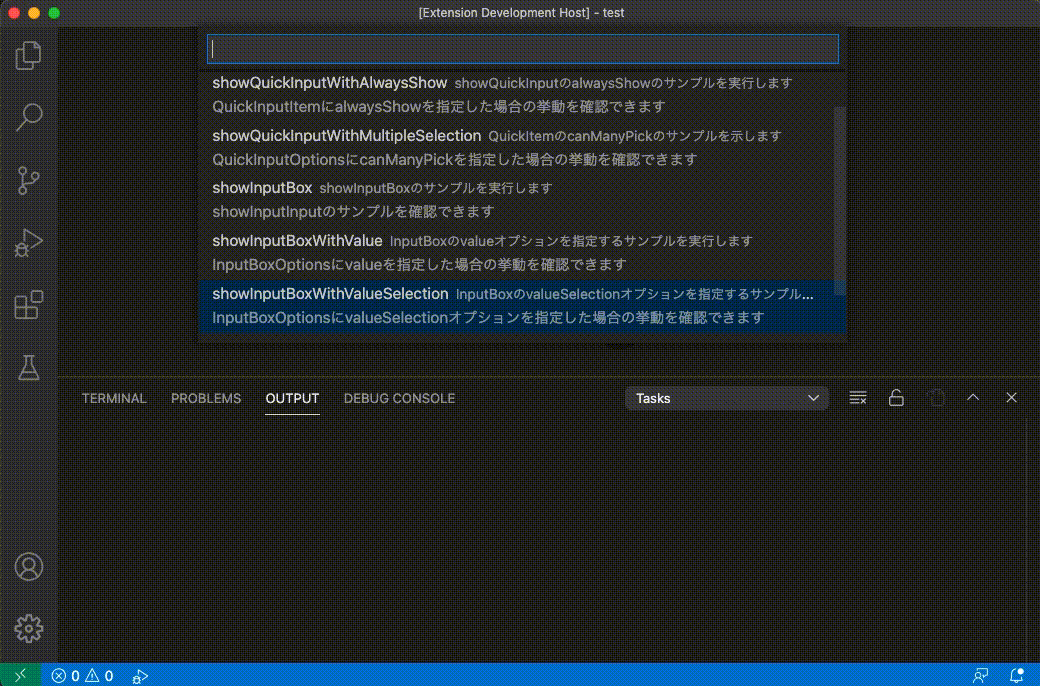 [Extension Development Host] - test
showQuickInputWithAlwaysShow showQuickInputのalwaysShowのサンプルを実行します
QuickInputItemにalwaysShowを指定した場合の挙動を確認できます
showQuickInputWithMultipleSelection QuickItemのcanManyPickのサンプルを示します
QuickInputOptionsにcanManyPickを指定した場合の挙動を確認できます
showInputBox showInputBoxのサンプルを実行します
showInputInputのサンプルを確認できます
showInputBoxWithValue InputBoxのvalueオプションを指定するサンプルを実行します
InputBoxOptionsにvalueを指定した場合の挙動を確認できます
showInputBoxWithValueSelection InputBoxのvalueSelectionオプションを指定するサンプル...
InputBoxOptionsにvalueSelectionオプションを指定した場合の挙動を確認できます
TERMINAL PROBLEMS OUTPUT DEBUG CONSOLE Tasks
0 0